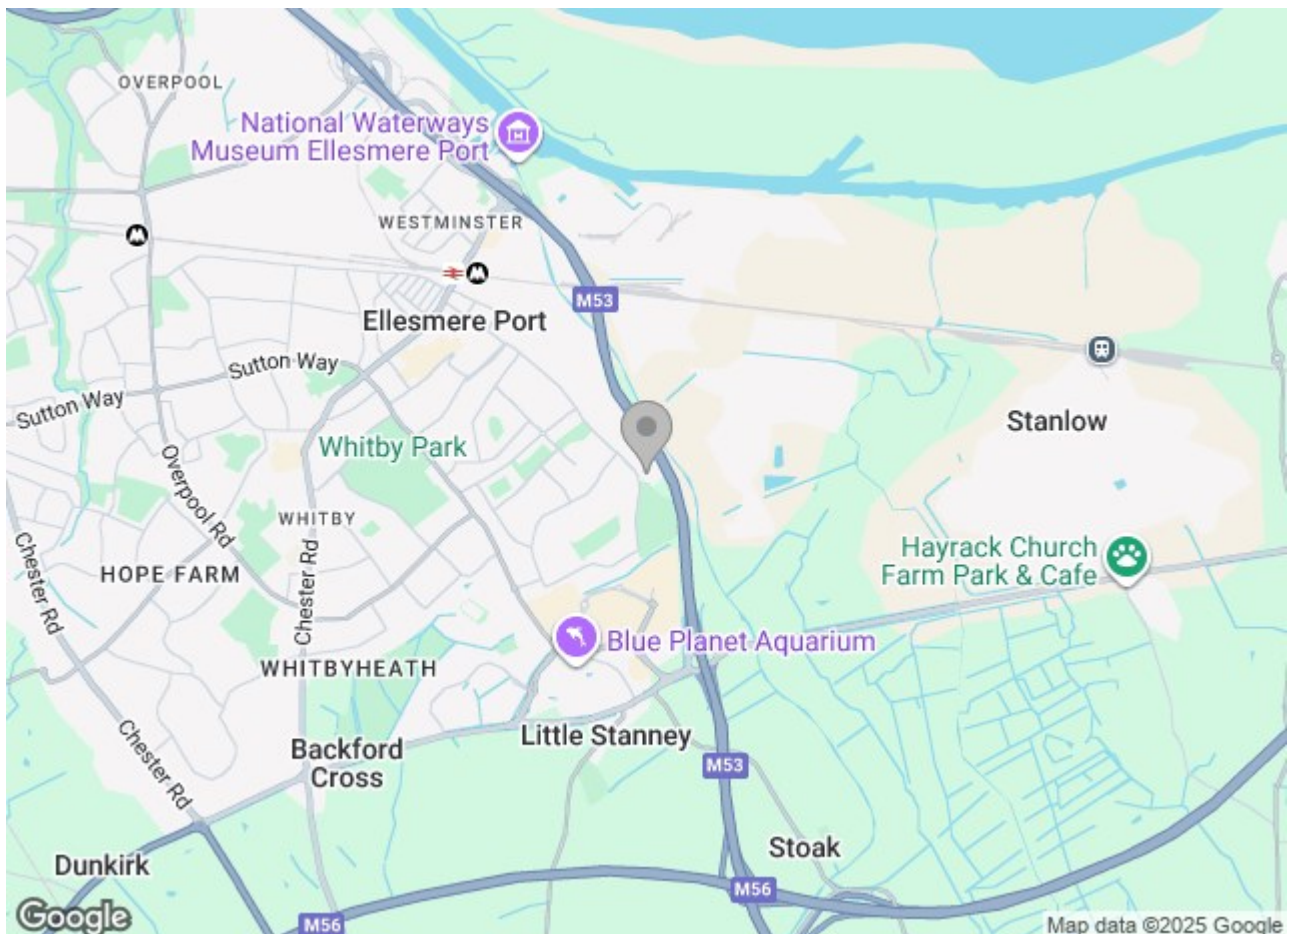 OVERPOOL
National Waterways
Museum Ellesmere Port
WESTMINSTER
M53
Ellesmere Port
Sutton Way
Sutton Way
Stanlow
Whitby Park
Overpool Rd
WHITBY
Chester Rd
Chester Rd
HOPE FARM
Hayrack Church
Farm Park & Cafe
Blue Planet Aquarium
WHITBYHEATH
Little Stanney
Backford
Cross
Chester Rd
M53
Stoak
Dunkirk
M56
M56
Google
Map data ©2025 Google